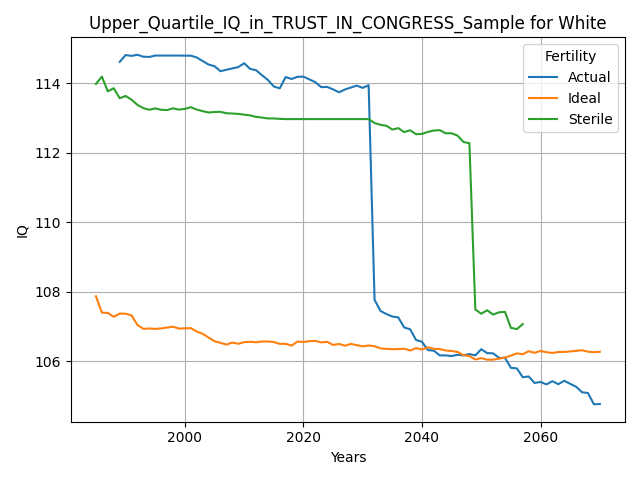 Upper_Quartile_IQ_in_TRUST_IN_CONGRESS_Sample for White
Fertility
Actual
Ideal
Sterile
114
112
110
108
106
IQ
2000
2020
2040
2060
Years